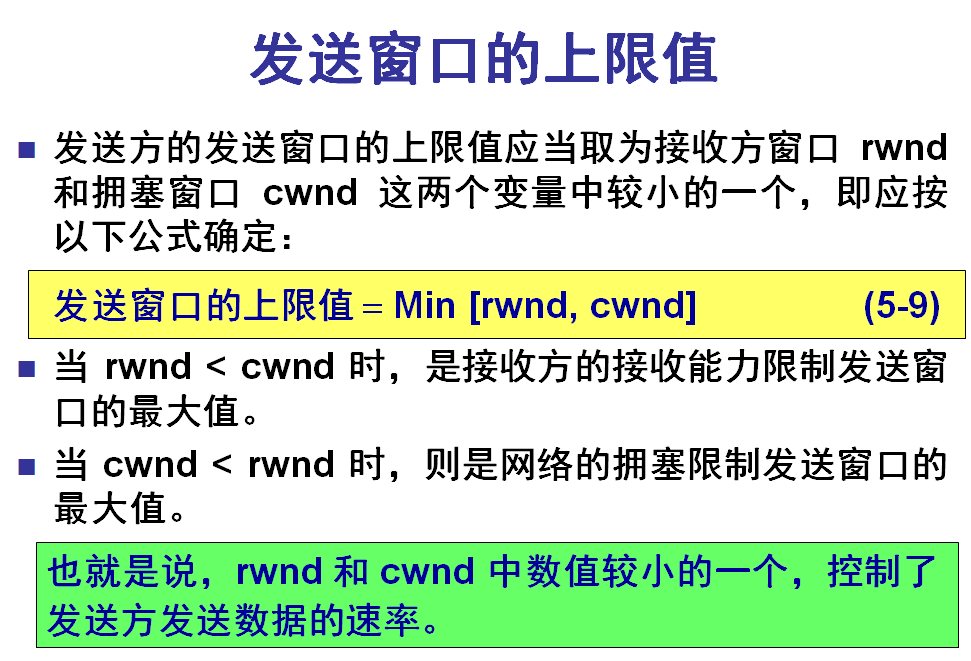 发送窗口的上限值
■ 发送方的发送窗口的上限值应当取为接收方窗口 rwnd
和拥塞窗口 cwnd 这两个变量中较小的一个，即应按
以下公式确定：
发送窗口的上限值 = Min [rwnd, cwnd] (5-9)
■ 当 rwnd < cwnd 时，是接收方的接收能力限制发送窗
口的最大值。
■ 当 cwnd < rwnd 时，则是网络的拥塞限制发送窗口的
最大值。
也就是说，rwnd 和 cwnd 中数值较小的一个，控制了
发送方发送数据的速率。